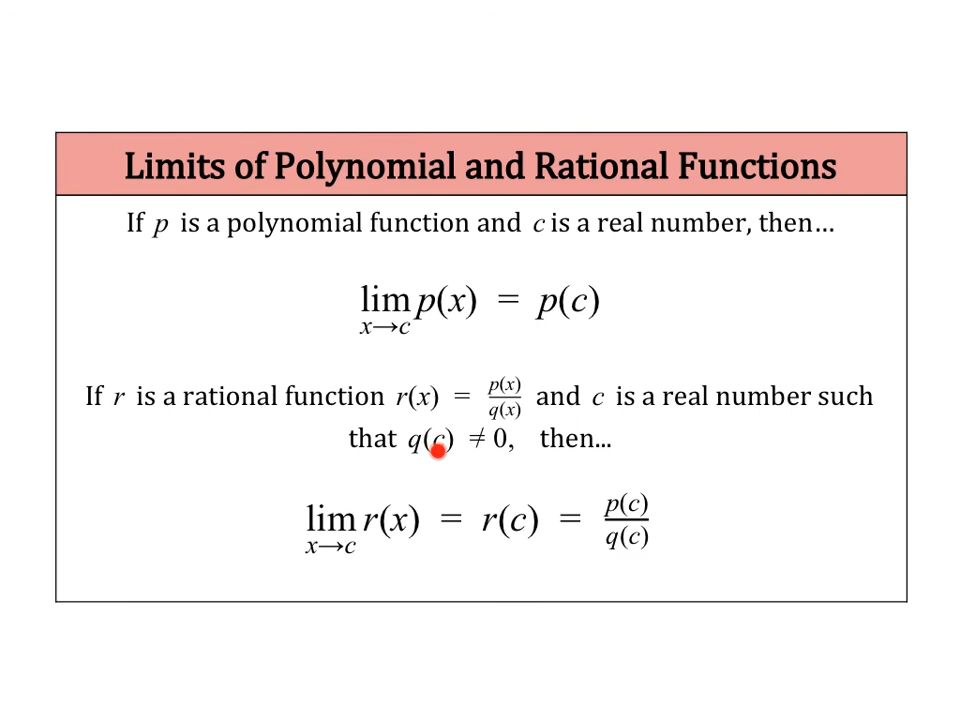 Limits of Polynomial and Rational Functions
If p is a polynomial function and c is a real number, then…
lim p(x) = p(c)
x→c
If r is a rational function r(x) = p(x)/q(x) and c is a real number such
that q(c) ≠ 0, then...
lim r(x) = r(c) = p(c)/q(c)
x→c